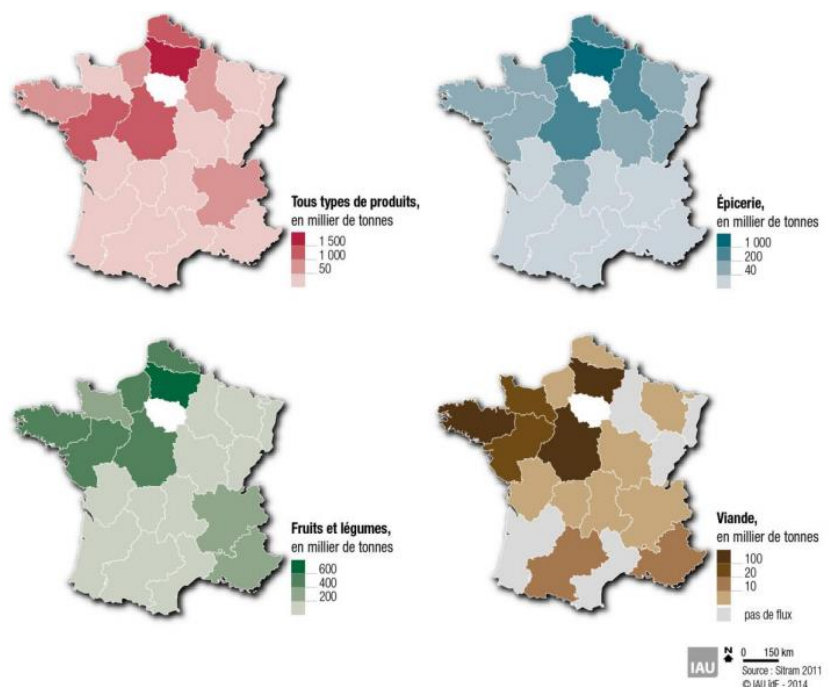 Tous types de produits,
en millier de tonnes
1 500
1 000
50
Épicerie,
en millier de tonnes
1 000
200
40
Fruits et légumes,
en millier de tonnes
600
400
200
Viande,
en millier de tonnes
100
20
10
pas de flux
IAU
N
0 150 km
Source : Sitram 2011
© IAU îdF - 2014